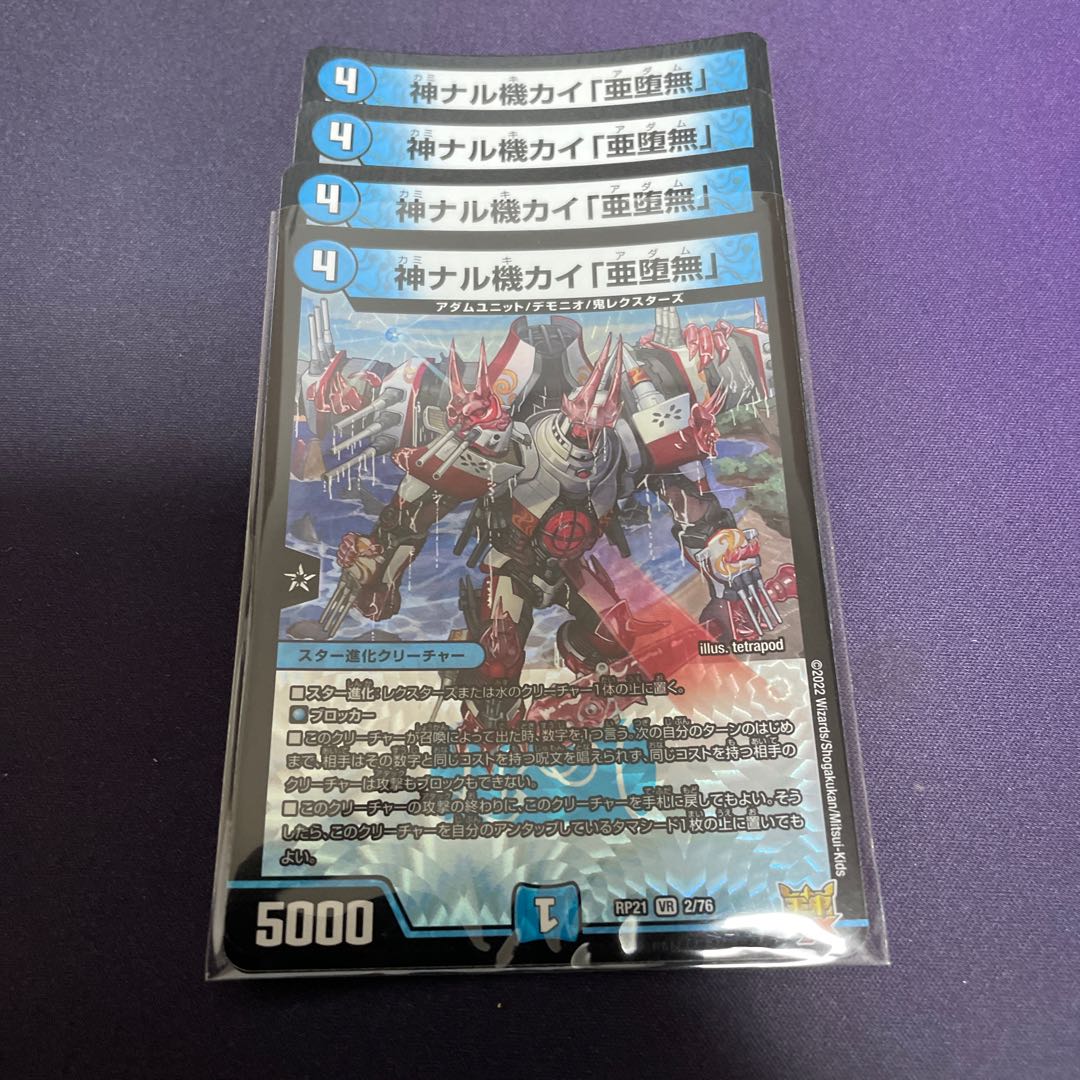 4 神ナル機カイ「亜堕無」
4 神ナル機カイ「亜堕無」
4 神ナル機カイ「亜堕無」
4 神ナル機カイ「亜堕無」
アダムユニット/デモニオ/鬼レクスターズ
illus. tetrapod
スター進化クリーチャー
■スター進化:レクスターズまたは水のクリーチャー1体の上に置く。
ブロッカー
■このクリーチャーが召喚によって出た時、数字を1つ言う。次の自分のターンのはじめ
まで、相手はその数字と同じコストを持つ呪文を唱えられず、同じコストを持つ相手の
クリーチャーは攻撃もブロックもできない。
■このクリーチャーの攻撃の終わりに、このクリーチャーを手札に戻してもよい。そう
したら、このクリーチャーを自分のアンタップしているタマシード1枚の上に置いても
よい。
©2022 Wizards/Shogakukan/Mitsui-Kids
5000
1
RP21 VR 2/76